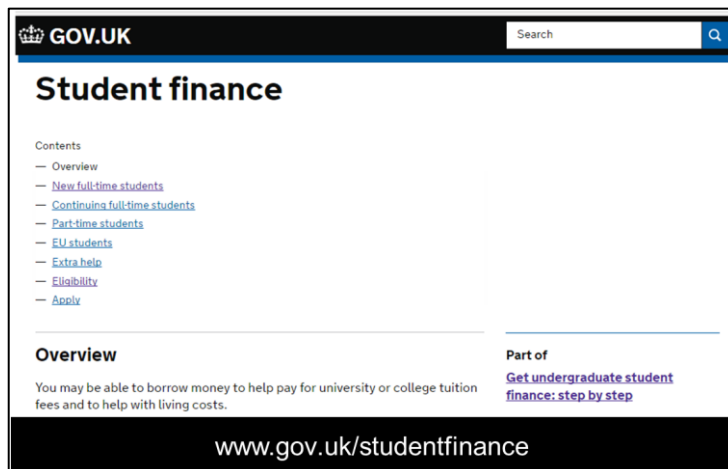 GOV.UK
Search
Student finance
Contents
— Overview
— New full-time students
— Continuing full-time students
— Part-time students
— EU students
— Extra help
— Eligibility
— Apply
Overview
You may be able to borrow money to help pay for university or college tuition
fees and to help with living costs.
Part of
Get undergraduate student
finance: step by step
www.gov.uk/studentfinance